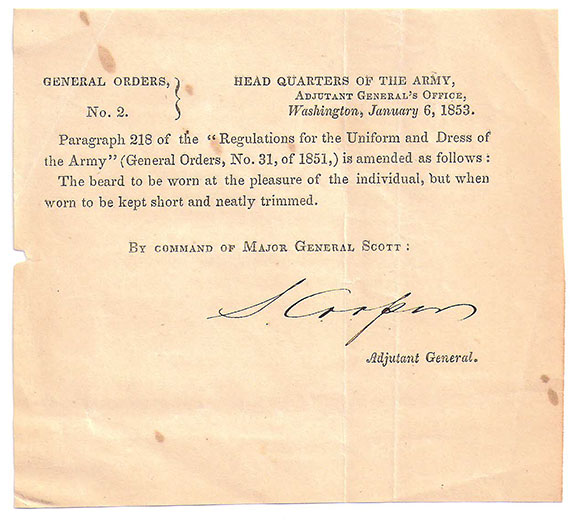 GENERAL ORDERS,
No. 2.
HEAD QUARTERS OF THE ARMY,
ADJUTANT GENERAL'S OFFICE,
Washington, January 6, 1853.
Paragraph 218 of the "Regulations for the Uniform and Dress of
the Army" (General Orders, No. 31, of 1851,) is amended as follows :
The beard to be worn at the pleasure of the individual, but when
worn to be kept short and neatly trimmed.
BY COMMAND OF MAJOR GENERAL SCOTT :
S Cooper
Adjutant General.